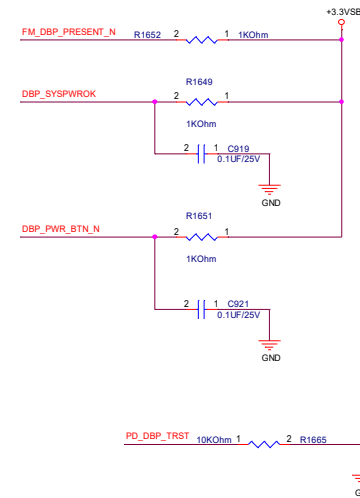 +3.3VSB
FM_DBP_PRESENT_N R1652 2 1 1KOhm
R1649
DBP_SYSPWROK 2 1
1KOhm
2 1 C919
0.1UF/25V
GND
R1651
DBP_PWR_BTN_N 2 1
1KOhm
2 1 C921
0.1UF/25V
GND
PD_DBP_TRST 10KOhm 1 2 R1665